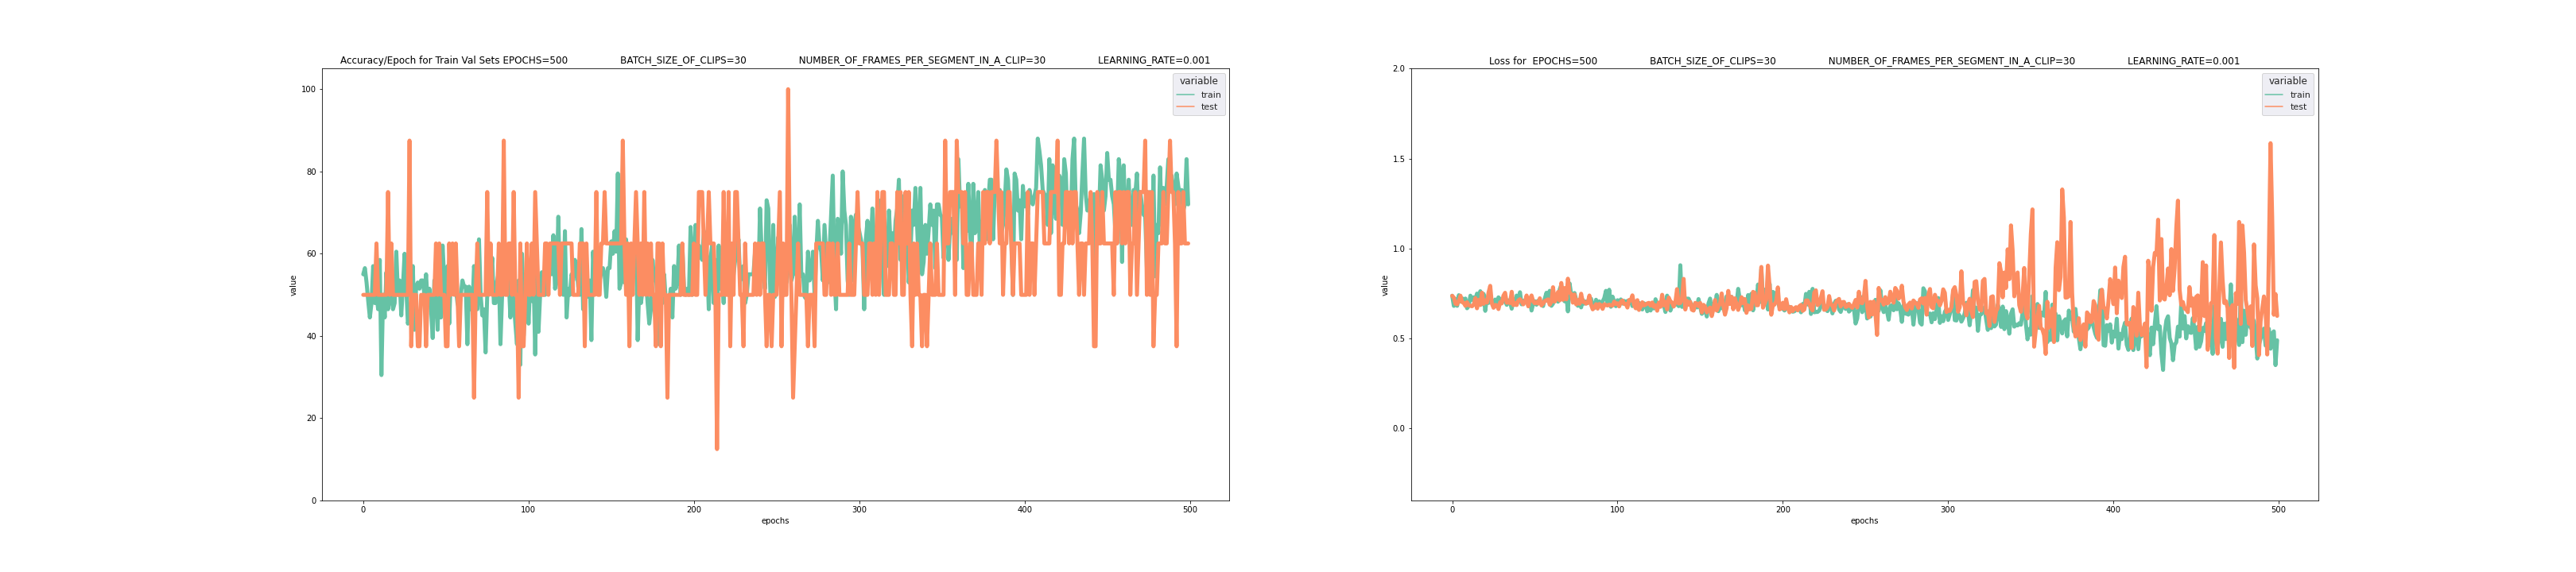 Accuracy/Epoch for Train Val Sets EPOCHS=500 BATCH_SIZE_OF_CLIPS=30 NUMBER_OF_FRAMES_PER_SEGMENT_IN_A_CLIP=30 LEARNING_RATE=0.001
variable
train
test
100
80
60
40
20
0
value
0 100 200 300 400 500
epochs
Loss for EPOCHS=500 BATCH_SIZE_OF_CLIPS=30 NUMBER_OF_FRAMES_PER_SEGMENT_IN_A_CLIP=30 LEARNING_RATE=0.001
variable
train
test
2.0
1.5
1.0
0.5
0.0
value
0 100 200 300 400 500
epochs